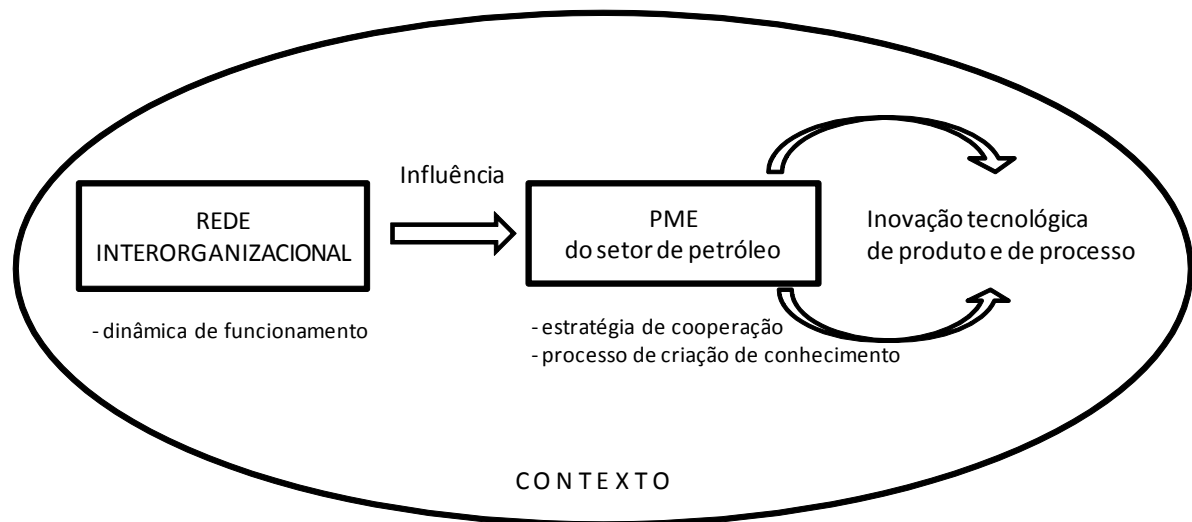 REDE
INTERORGANIZACIONAL
- dinâmica de funcionamento
Influência
PME
do setor de petróleo
- estratégia de cooperação
- processo de criação de conhecimento
Inovação tecnológica
de produto e de processo
CONTEXTO